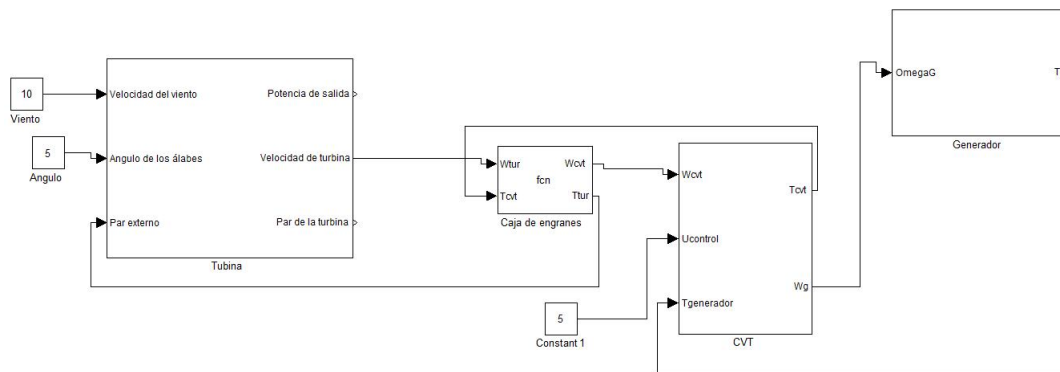 10
Viento
5
Angulo
Velocidad del viento
Angulo de los álabes
Par externo
Potencia de salida
Velocidad de turbina
Par de la turbina
Tubina
Wtur
Tcvt
fcn
Wcvt
Ttur
Caja de engranes
5
Constant 1
Wcvt
Ucontrol
Tgenerador
Tcvt
Wg
CVT
OmegaG
T
Generador